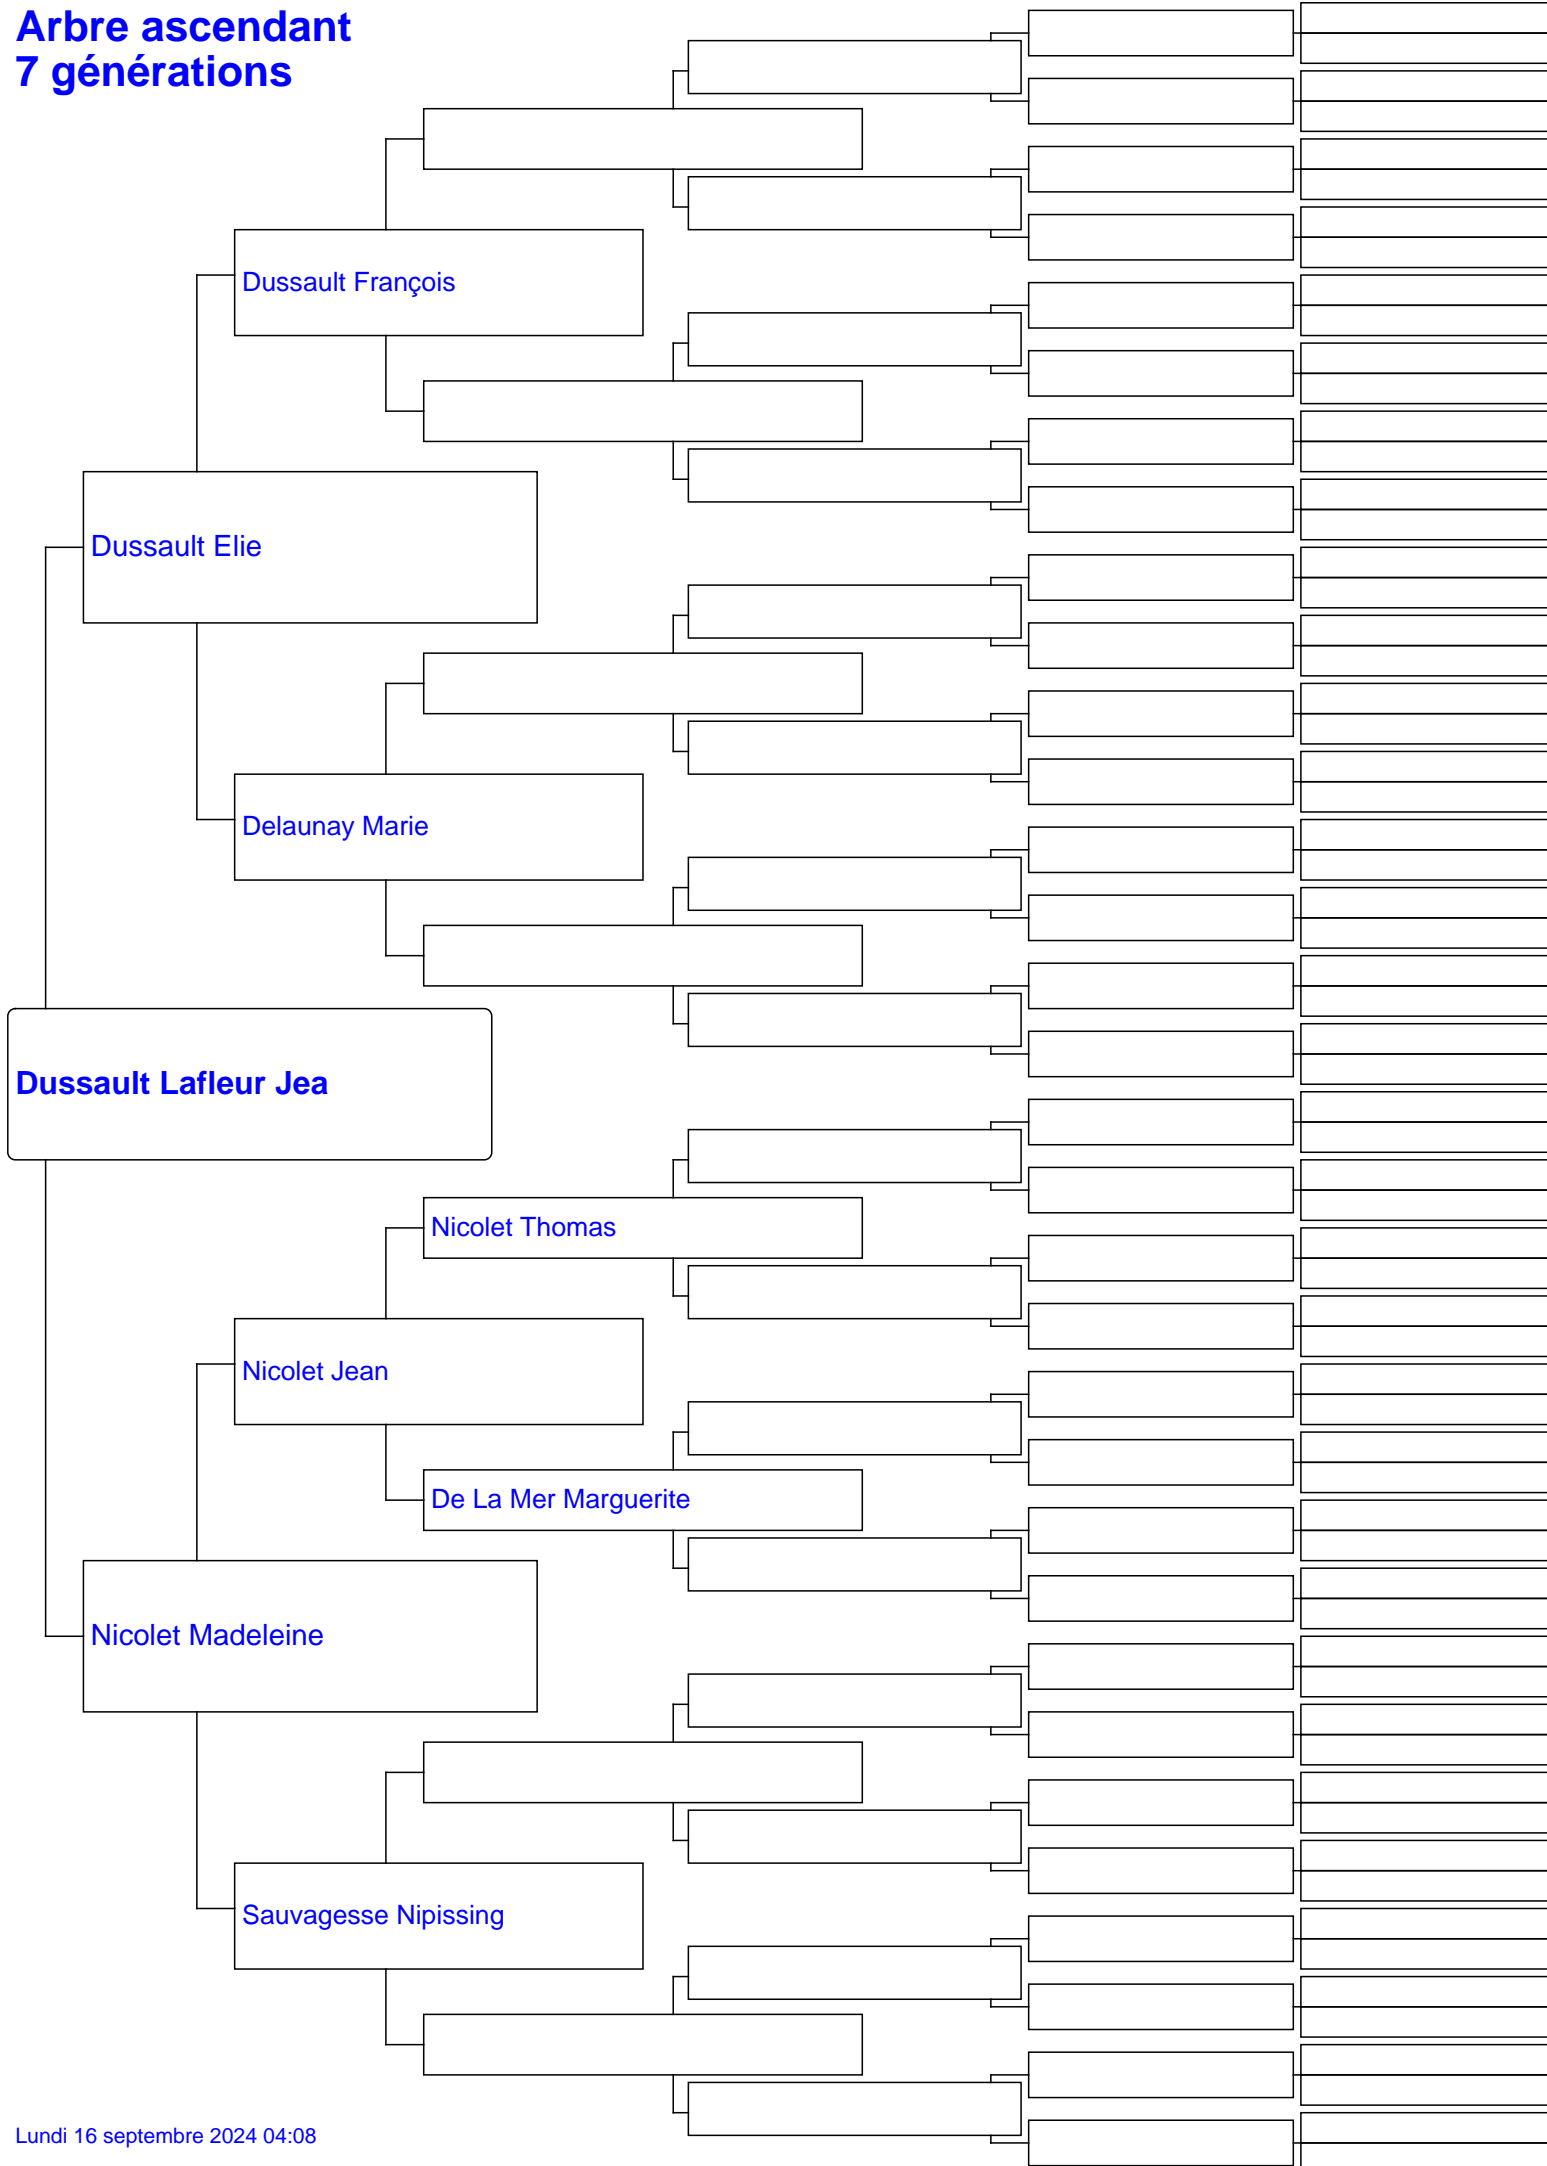 Arbre ascendant
7 générations
Dussault François
Dussault Elie
Delaunay Marie
Dussault Lafleur Jea
Nicolet Thomas
Nicolet Jean
De La Mer Marguerite
Nicolet Madeleine
Sauvagesse Nipissing
Lundi 16 septembre 2024 04:08